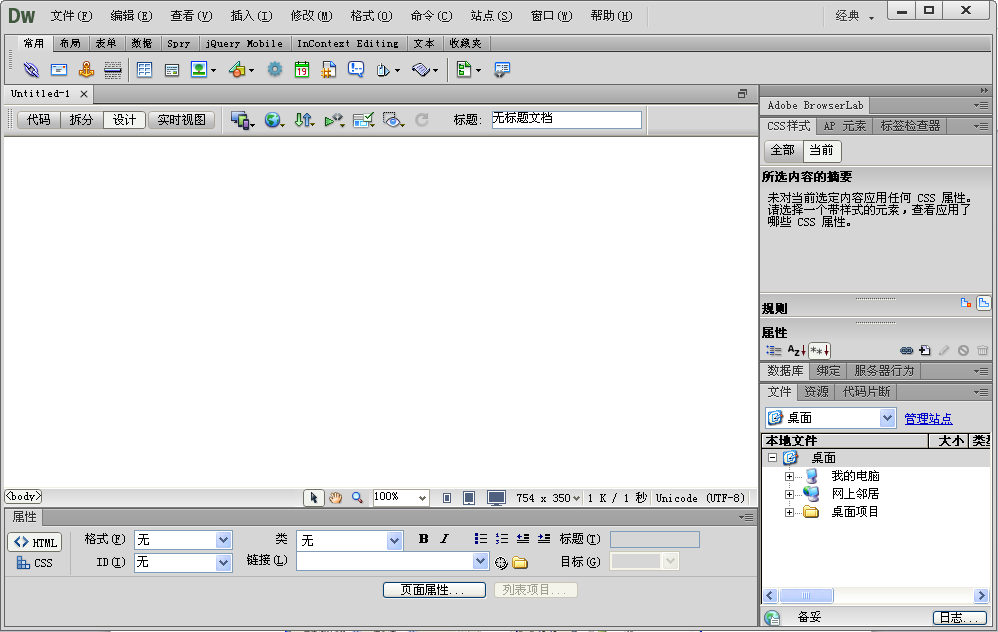 Dw 文件(F) 编辑(E) 查看(V) 插入(I) 修改(M) 格式(O) 命令(C) 站点(S) 窗口(W) 帮助(H) 经典
常用 布局 表单 数据 Spry jQuery Mobile InContext Editing 文本 收藏夹
19
Untitled-1
代码 拆分 设计 实时视图 标题: 无标题文档
Adobe BrowserLab
CSS样式 AP 元素 标签检查器
全部 当前
所选内容的摘要
未对当前选定内容应用任何 CSS 属性。
请选择一个带样式的元素，查看应用了
哪些 CSS 属性。
规则
属性
Az↓ **↓
数据库 绑定 服务器行为
文件 资源 代码片断
桌面 管理站点
本地文件 大小 类型
桌面
我的电脑
网上邻居
桌面项目
<body> 100% 754 x 350 1 K / 1 秒 Unicode (UTF-8)
属性
<> HTML 格式(F) 无 类 无 B I 标题(T)
CSS ID(I) 无 链接(L) 目标(G)
页面属性... 列表项目...
备妥 日志...